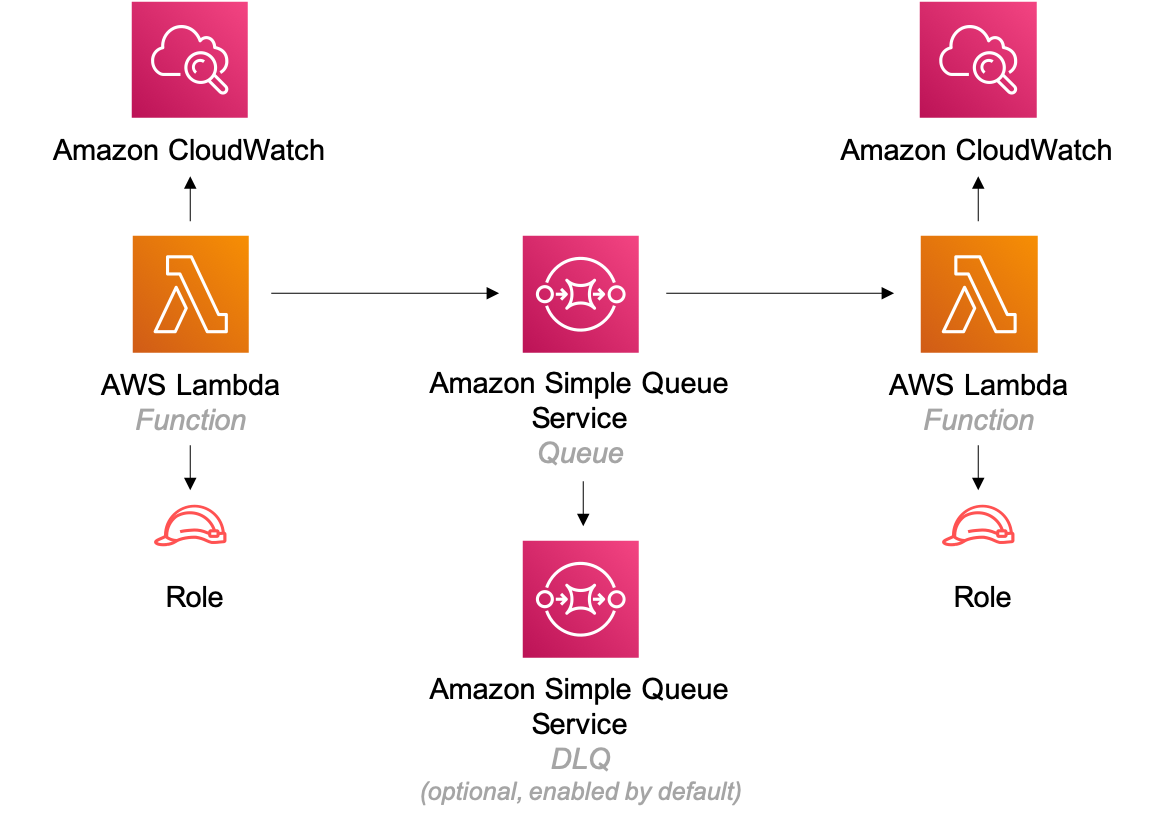 Amazon CloudWatch
Amazon CloudWatch
AWS Lambda
Function
Amazon Simple Queue
Service
Queue
AWS Lambda
Function
Role
Role
Amazon Simple Queue
Service
DLQ
(optional, enabled by default)